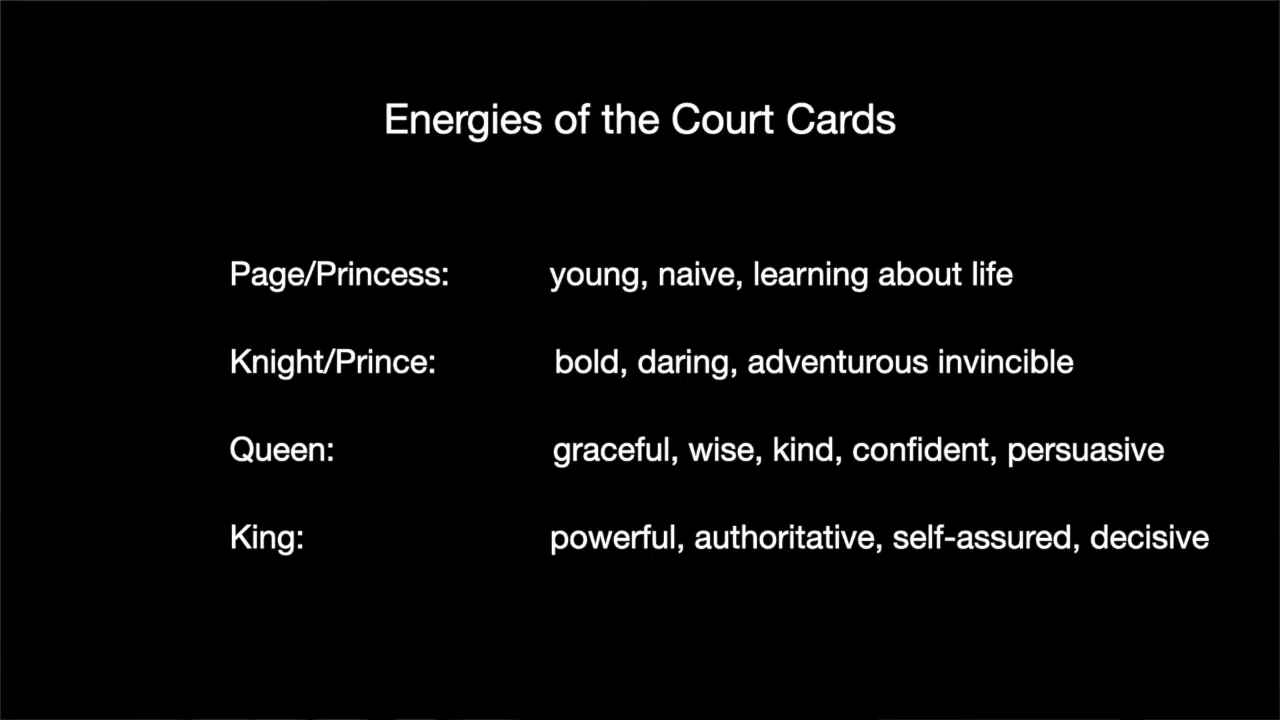 Energies of the Court Cards
Page/Princess: young, naive, learning about life
Knight/Prince: bold, daring, adventurous invincible
Queen: graceful, wise, kind, confident, persuasive
King: powerful, authoritative, self-assured, decisive